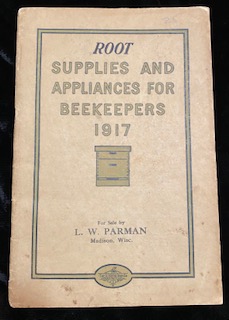 ROOT
SUPPLIES AND
APPLIANCES FOR
BEEKEEPERS
1917
For Sale by
L. W. PARMAN
Madison, Wisc.